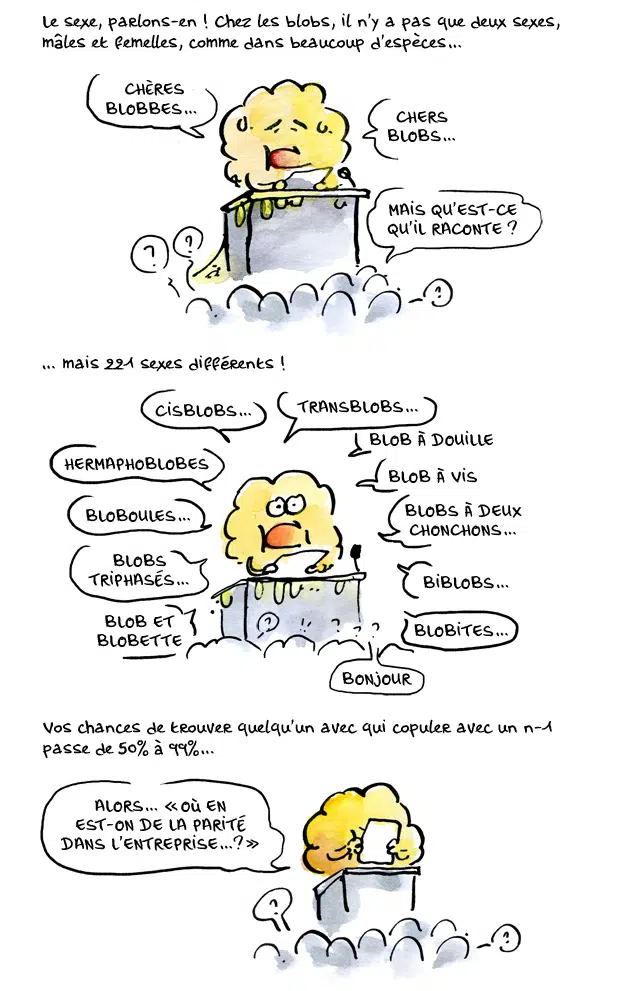 Le sexe, parlons-en ! Chez les blobs, il n'y a pas que deux sexes,
mâles et femelles, comme dans beaucoup d'espèces...
CHÈRES
BLOBBES...
CHERS
BLOBS...
MAIS QU'EST-CE
QU'IL RACONTE ?
?
?
?
... mais 221 sexes différents !
CISBLOBS...
TRANSBLOBS...
BLOB À DOUILLE
HERMAPHOBLOBES
BLOB À VIS
BLOBOULES...
BLOBS À DEUX
CHONCHONS...
BLOBS
TRIPHASÉS...
BIBLOBS...
BLOB ET
BLOBETTE
BLOBITES...
? !! ? ? ?
BONJOUR
Vos chances de trouver quelqu'un avec qui copuler avec un n-1
passe de 50% à 99%...
ALORS... «OÙ EN
EST-ON DE LA PARITÉ
DANS L'ENTREPRISE...?»
?
?